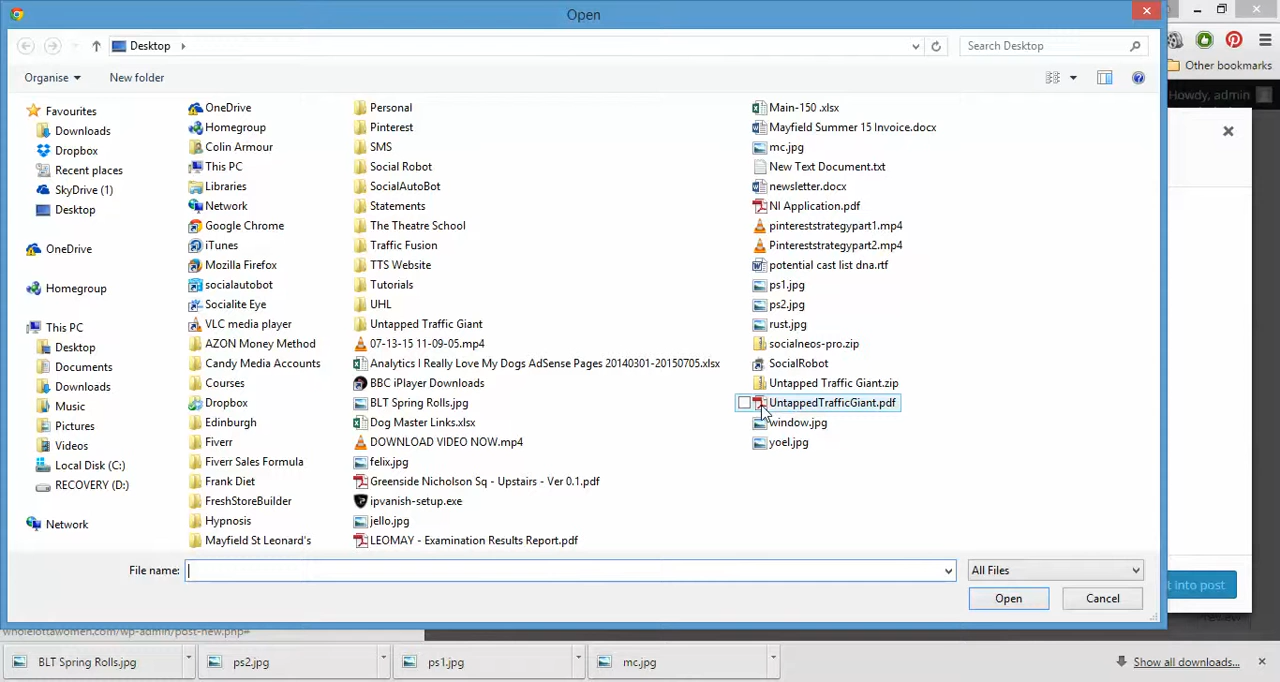 Open
Desktop
Search Desktop
Organise
New folder
Other bookmarks
Howdy, admin
Favourites
Downloads
Dropbox
Recent places
SkyDrive (1)
Desktop
OneDrive
Homegroup
This PC
Desktop
Documents
Downloads
Music
Pictures
Videos
Local Disk (C:)
RECOVERY (D:)
Network
OneDrive
Homegroup
Colin Armour
This PC
Libraries
Network
Google Chrome
iTunes
Mozilla Firefox
socialautobot
Socialite Eye
VLC media player
AZON Money Method
Candy Media Accounts
Courses
Dropbox
Edinburgh
Fiverr
Fiverr Sales Formula
Frank Diet
FreshStoreBuilder
Hypnosis
Mayfield St Leonard's
Personal
Pinterest
SMS
Social Robot
SocialAutoBot
Statements
The Theatre School
Traffic Fusion
TTS Website
Tutorials
UHL
Untapped Traffic Giant
07-13-15 11-09-05.mp4
Analytics I Really Love My Dogs AdSense Pages 20140301-20150705.xlsx
BBC iPlayer Downloads
BLT Spring Rolls.jpg
Dog Master Links.xlsx
DOWNLOAD VIDEO NOW.mp4
felix.jpg
Greenside Nicholson Sq - Upstairs - Ver 0.1.pdf
ipvanish-setup.exe
jello.jpg
LEOMAY - Examination Results Report.pdf
Main-150 .xlsx
Mayfield Summer 15 Invoice.docx
mc.jpg
New Text Document.txt
newsletter.docx
NI Application.pdf
pintereststrategypart1.mp4
Pintereststrategypart2.mp4
potential cast list dna.rtf
ps1.jpg
ps2.jpg
rust.jpg
socialneos-pro.zip
SocialRobot
Untapped Traffic Giant.zip
UntappedTrafficGiant.pdf
window.jpg
yoel.jpg
File name:
All Files
Open
Cancel
t into post
wholelottawomen.com/wp-admin/post-new.php#
BLT Spring Rolls.jpg
ps2.jpg
ps1.jpg
mc.jpg
Show all downloads...